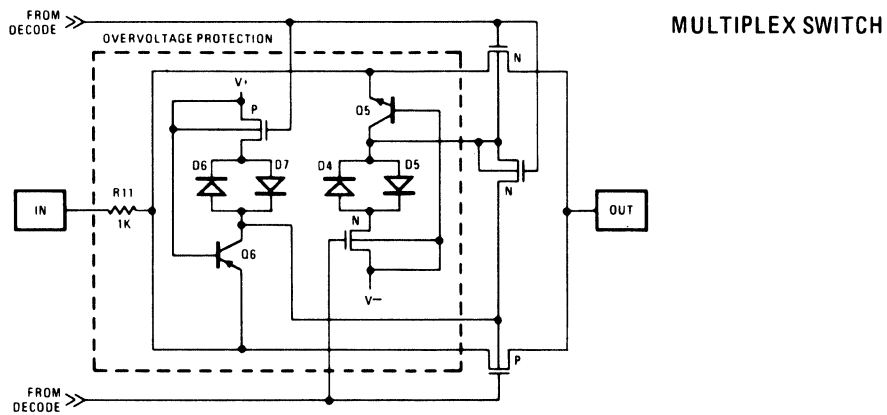 FROM
DECODE
MULTIPLEX SWITCH
OVERVOLTAGE PROTECTION
N
V+
P
Q5
D6
D7
D4
D5
N
R11
IN
1K
OUT
N
Q6
V−
P
FROM
DECODE